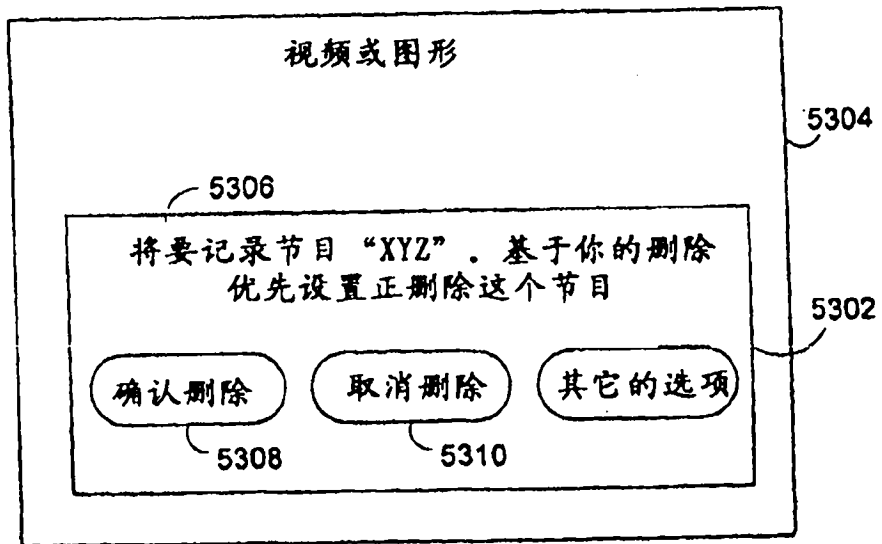 视频或图形
5304
5306
将要记录节目“XYZ”．基于你的删除
优先设置正删除这个节目
5302
确认删除
取消删除
其它的选项
5308
5310